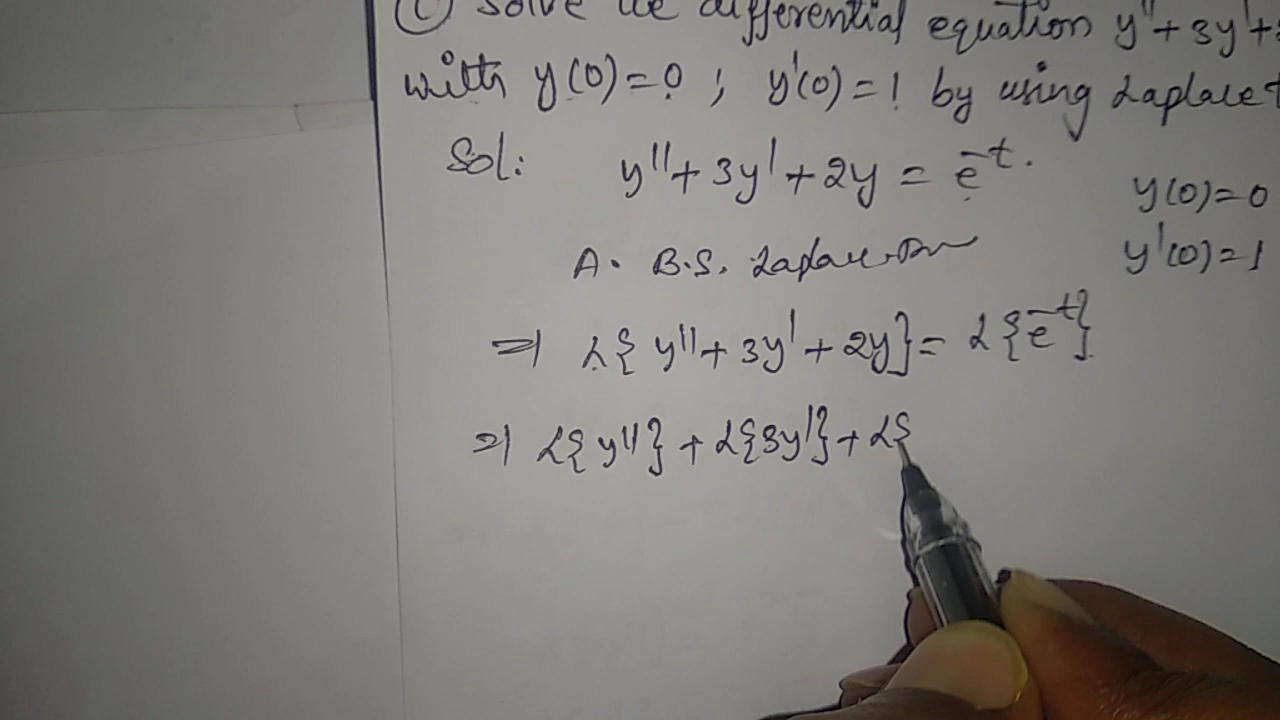 (c) Solve the differential equation y'' + 3y' +
with y(0) = 0 ; y'(0) = 1 by using Laplace t
Sol: y'' + 3y' + 2y = e^-t.
y(0) = 0
A. B.S. Laplace
y'(0) = 1
⇒ L{y'' + 3y' + 2y} = L{e^-t}
⇒ L{y''} + L{3y'} + L{